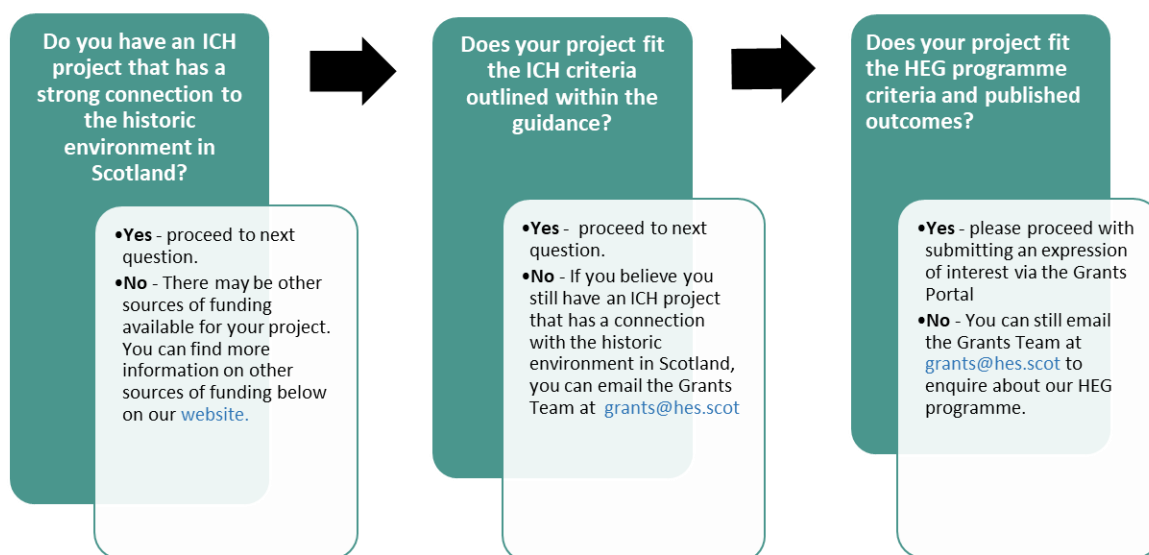 Do you have an ICH
project that has a
strong connection to
the historic
environment in
Scotland?
•Yes - proceed to next
question.
•No - There may be other
sources of funding
available for your project.
You can find more
information on other
sources of funding below
on our website.
Does your project fit
the ICH criteria
outlined within the
guidance?
•Yes - proceed to next
question.
•No - If you believe you
still have an ICH project
that has a connection
with the historic
environment in Scotland,
you can email the Grants
Team at grants@hes.scot
Does your project fit
the HEG programme
criteria and published
outcomes?
•Yes - please proceed with
submitting an expression
of interest via the Grants
Portal
•No - You can still email
the Grants Team at
grants@hes.scot to
enquire about our HEG
programme.